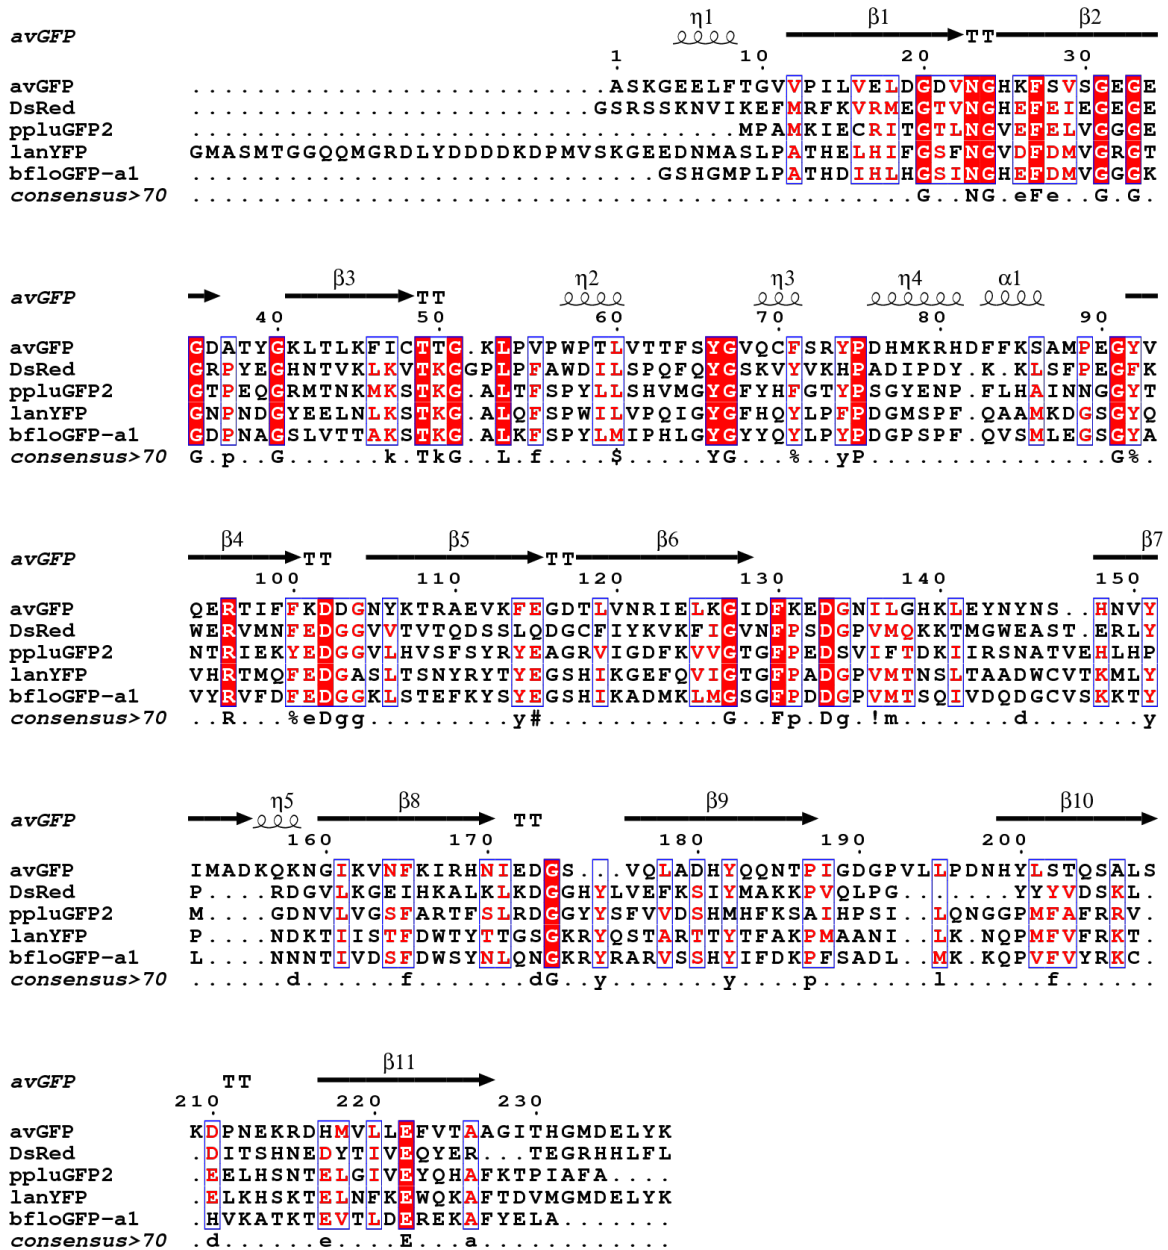 η1 β1 β2
avGFP TT
1 10 20 30
avGFP ...........................ASKGEELFTGVVPILVELDGDVNGHKFSVSGEGE
DsRed .........................GSRSSKNVIKEFMRFKVRMEGTVNGHEFEIEGEGE
ppluGFP2 ..................................MPAMKIECRITGTLNGVEFELVGGGE
lanYFP GMASMTGGQQMGRDLYDDDDKDPMVSKGEEDNMASLPATHELHIFGSFNGVDFDMVGRGT
bfloGFP-a1 .............................GSHGMPLPATHDIHLHGSINGHEFDMVGGGK
consensus>70 .............................................G..NG.eFe..G.G.
β3 η2 η3 η4 α1
avGFP TT
40 50 60 70 80 90
avGFP GDATYGKLTLKFICTTG.KLPVPWPTLVTTFSYGVQCFSRYPDHMKRHDFFKSAMPEGYV
DsRed GRPYEGHNTVKLKVTKGGPLPFAWDILSPQFQYGSKVYVKHPADIPDY.K.KLSFPEGFK
ppluGFP2 GTPEQGRMTNKMKSTKG.ALTFSPYLLSHVMGYGFYHFGTYPSGYENP.FLHAINNGGYT
lanYFP GNPNDGYEELNLKSTKG.ALQFSPWILVPQIGYGFHQYLPFPDGMSPF.QAAMKDGSGYQ
bfloGFP-a1 GDPNAGSLVTTAKSTKG.ALKFSPYLMIPHLGYGYYQYLPYPDGPSPF.QVSMLEGSGYA
consensus>70 G.p..G......k.TkG..L.f....$.....YG...%..yP...............G%.
β4 β5 β6 β7
avGFP TT TT
100 110 120 130 140 150
avGFP QERTIFFKDDGNYKTRAEVKFEGDTLVNRIELKGIDFKEDGNILGHKLEYNYNS..HNVY
DsRed WERVMNFEDGGVVTVTQDSSLQDGCFIYKVKFIGVNFPSDGPVMQKKTMGWEAST.ERLY
ppluGFP2 NTRIEKYEDGGVLHVSFSYRYEAGRVIGDFKVVGTGFPEDSVIFTDKIIRSNATVEHLHP
lanYFP VHRTMQFEDGASLTSNYRYTYEGSHIKGEFQVIGTGFPADGPVMTNSLTAADWCVTKMLY
bfloGFP-a1 VYRVFDFEDGGKLSTEFKYSYEGSHIKADMKLMGSGFPDDGPVMTSQIVDQDGCVSKKTY
consensus>70 ..R...%eDgg.........y#...........G..Fp.Dg.!m........d.......y
η5 β8 β9 β10
avGFP TT
160 170 180 190 200
avGFP IMADKQKNGIKVNFKIRHNIEDGS...VQLADHYQQNTPIGDGPVLLPDNHYLSTQSALS
DsRed P....RDGVLKGEIHKALKLKDGGHYLVEFKSIYMAKKPVQLPG.......YYYVDSKL.
ppluGFP2 M....GDNVLVGSFARTFSLRDGGYYSFVVDSHMHFKSAIHPSI..LQNGGPMFAFRRV.
lanYFP P....NDKTIISTFDWTYTTGSGKRYQSTARTTYTFAKPMAANI..LK.NQPMFVFRKT.
bfloGFP-a1 L....NNNTIVDSFDWSYNLQNGKRYRARVSSHYIFDKPFSADL..MK.KQPVFVYRKC.
consensus>70 ......d......f.......dG..y.......y....p.......l......f......
β11
avGFP TT
210 220 230
avGFP KDPNEKRDHMVLLEFVTAAGITHGMDELYK
DsRed .DITSHNEDYTIVEQYER...TEGRHHLFL
ppluGFP2 .EELHSNTELGIVEYQHAFKTPIAFA....
lanYFP .ELKHSKTELNFKEWQKAFTDVMGMDELYK
bfloGFP-a1 .HVKATKTEVTLDEREKAFYELA.......
consensus>70 .d......e....E...a............